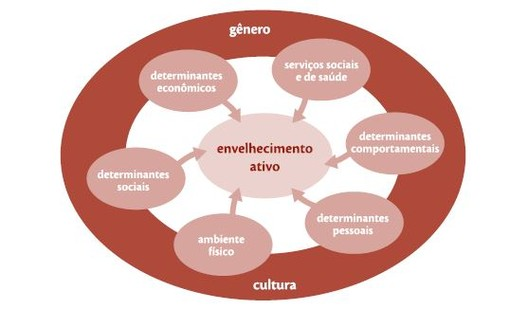 gênero
determinantes
econômicos
serviços sociais
e de saúde
determinantes
comportamentais
envelhecimento
ativo
determinantes
sociais
determinantes
pessoais
ambiente
físico
cultura